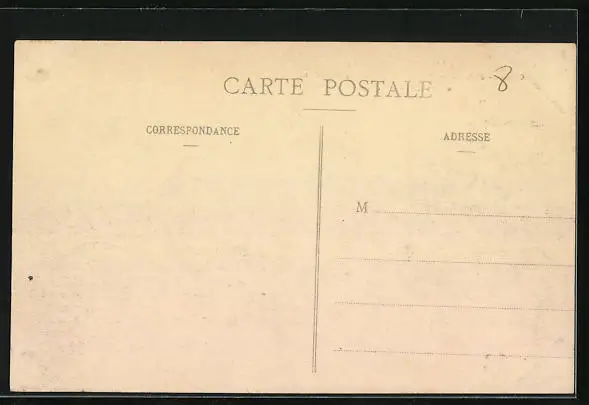 CARTE POSTALE
8
CORRESPONDANCE
ADRESSE
M